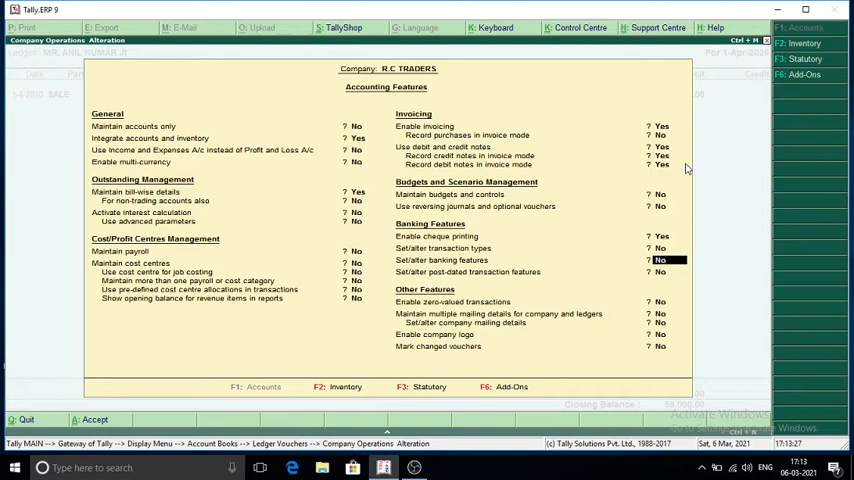 Tally.ERP 9
P: Print
E: Export
M: E-Mail
O: Upload
S: TallyShop
G: Language
K: Keyboard
K: Control Centre
H: Support Centre
H: Help
F1: Accounts
F2: Inventory
F3: Statutory
F6: Add-Ons
Company Operations Alteration
Ctrl + M
Ledger: MR, ANIL KUMAR JI
Company: R.C TRADERS
Accounting Features
General
Maintain accounts only ? No
Integrate accounts and inventory ? Yes
Use Income and Expenses A/c instead of Profit and Loss A/c ? No
Enable multi-currency ? No
Outstanding Management
Maintain bill-wise details ? Yes
For non-trading accounts also ? No
Activate interest calculation ? No
Use advanced parameters ? No
Cost/Profit Centres Management
Maintain payroll ? No
Maintain cost centres ? No
Use cost centre for job costing ? No
Maintain more than one payroll or cost category ? No
Use pre-defined cost centre allocations in transactions ? No
Show opening balance for revenue items in reports ? No
Invoicing
Enable invoicing ? Yes
Record purchases in invoice mode ? No
Use debit and credit notes ? Yes
Record credit notes in invoice mode ? Yes
Record debit notes in invoice mode ? Yes
Budgets and Scenario Management
Maintain budgets and controls ? No
Use reversing journals and optional vouchers ? No
Banking Features
Enable cheque printing ? Yes
Set/alter transaction types ? No
Set/alter banking features ? No
Set/alter post-dated transaction features ? No
Other Features
Enable zero-valued transactions ? No
Maintain multiple mailing details for company and ledgers ? No
Set/alter company mailing details ? No
Enable company logo ? No
Mark changed vouchers ? No
F1: Accounts F2: Inventory F3: Statutory F6: Add-Ons
Closing Balance :
Activate Windows
Q: Quit
A: Accept
Ctrl + N
Tally MAIN --> Gateway of Tally --> Display Menu --> Account Books --> Ledger Vouchers --> Company Operations Alteration
(c) Tally Solutions Pvt. Ltd., 1988-2017
Sat, 6 Mar, 2021
17:13:27
Type here to search
ENG
17:13
06-03-2021